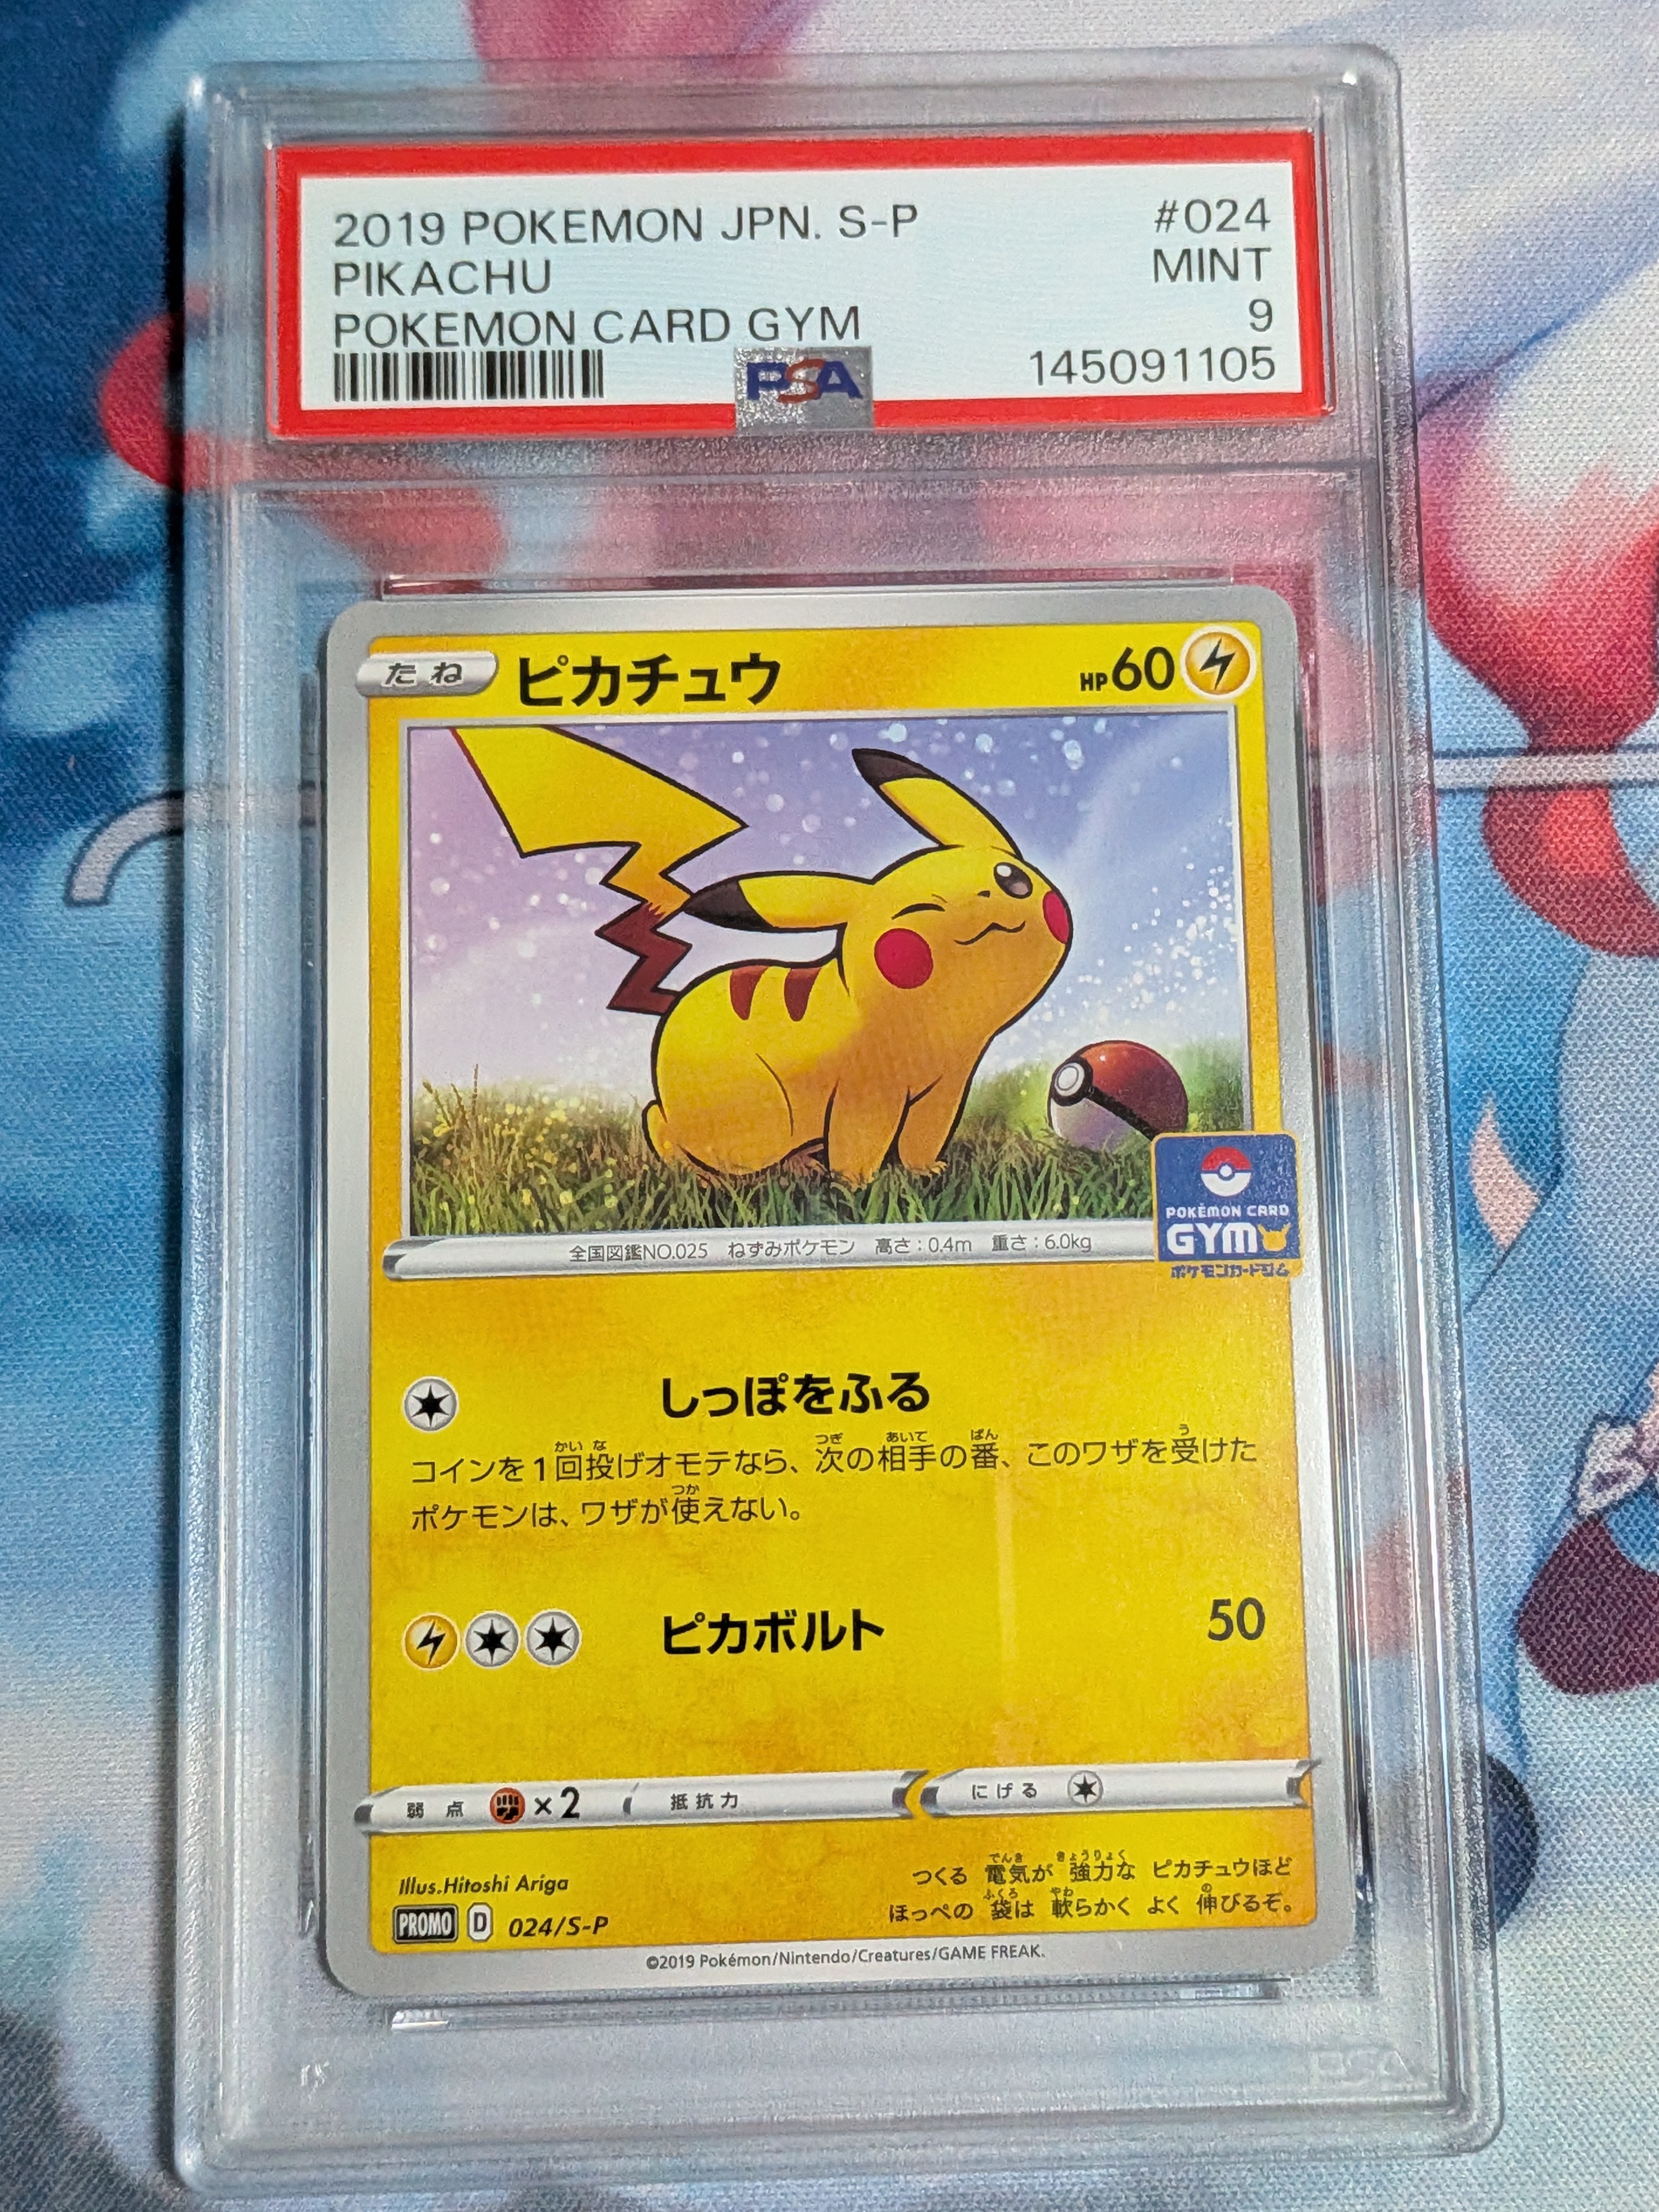 2019 POKEMON JPN. S-P #024
PIKACHU MINT
POKEMON CARD GYM 9
PSA 145091105
たね ピカチュウ HP60
POKÉMON CARD
GYM
ポケモンカードジム
全国図鑑NO.025 ねずみポケモン 高さ:0.4m 重さ:6.0kg
しっぽをふる
コインを1回投げオモテなら、次の相手の番、このワザを受けた
ポケモンは、ワザが使えない。
ピカボルト 50
弱点 ×2 抵抗力 にげる
Illus.Hitoshi Ariga
つくる 電気が 強力な ピカチュウほど
ほっぺの 袋は 軟らかく よく 伸びるぞ。
PROMO D 024/S-P
©2019 Pokémon/Nintendo/Creatures/GAME FREAK.
PSA